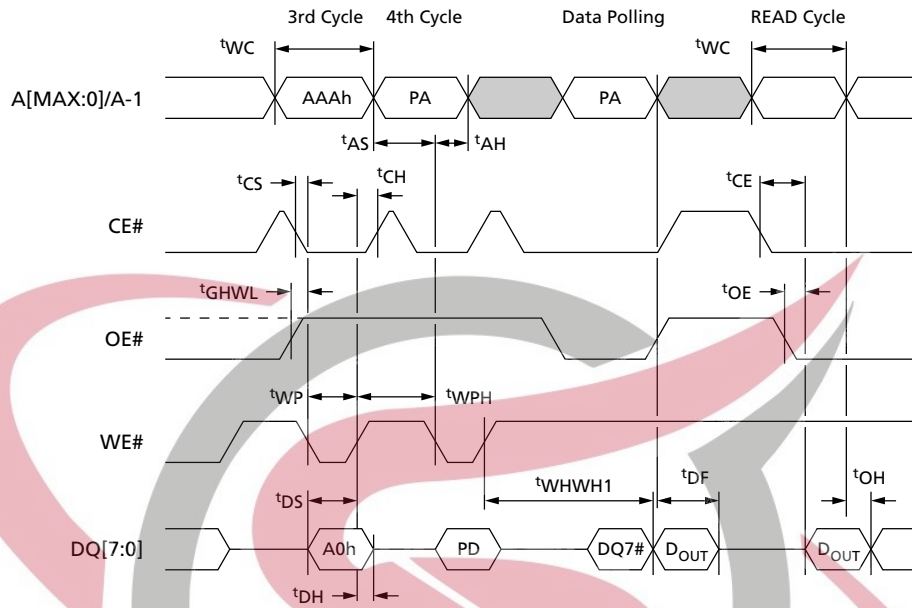 3rd Cycle 4th Cycle Data Polling READ Cycle
tWC tWC
A[MAX:0]/A-1 AAAh PA PA
tAS tAH
tCS tCH tCE
CE#
tGHWL tOE
OE#
tWP tWPH
WE#
tDS tWHWH1 tDF tOH
DQ[7:0] A0h PD DQ7# DOUT DOUT
tDH